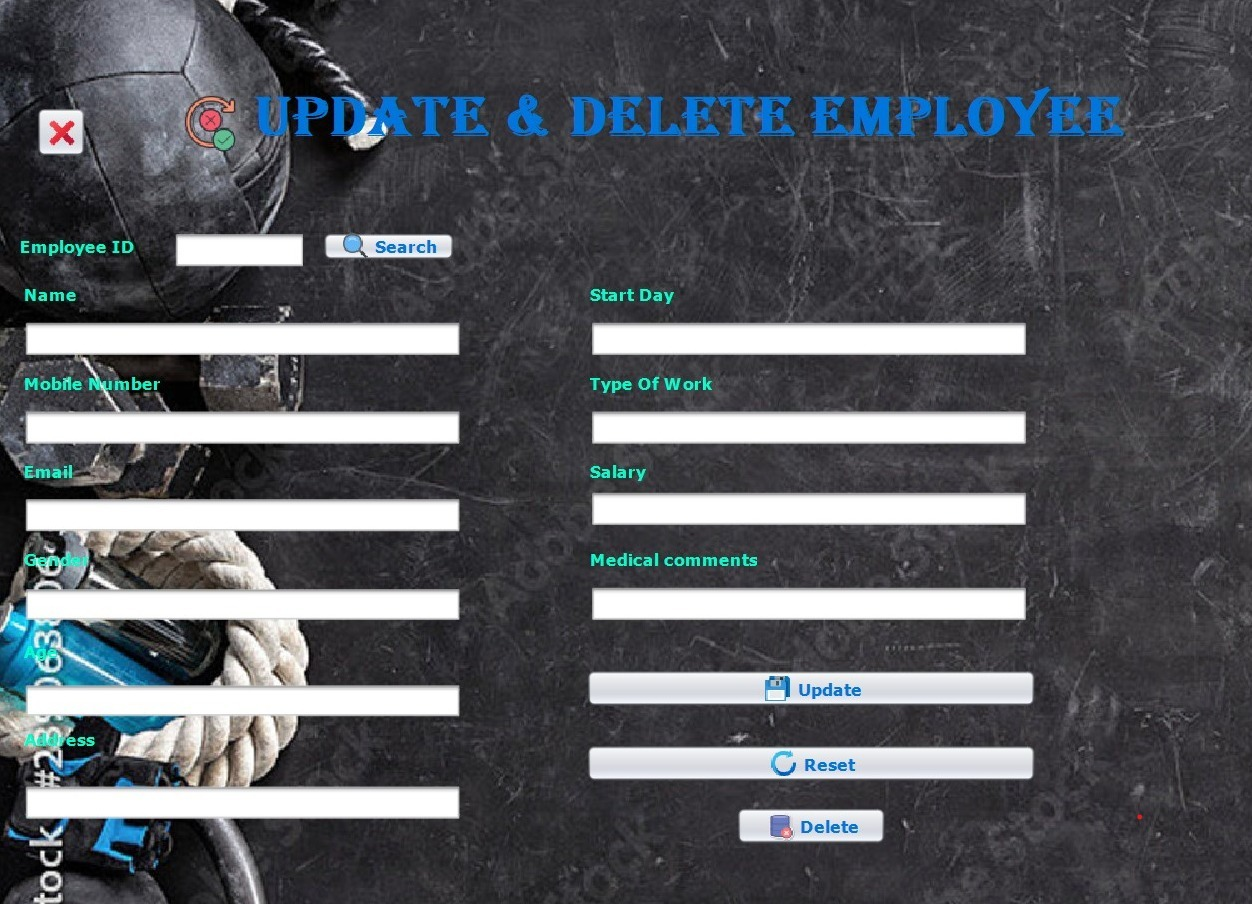 UPDATE & DELETE EMPLOYEE
Employee ID
Search
Name
Start Day
Mobile Number
Type Of Work
Email
Salary
Gender
Medical comments
Age
Address
Update
Reset
Delete